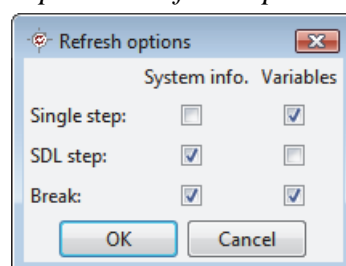 Refresh options
System info. Variables
Single step:
SDL step:
Break:
OK Cancel